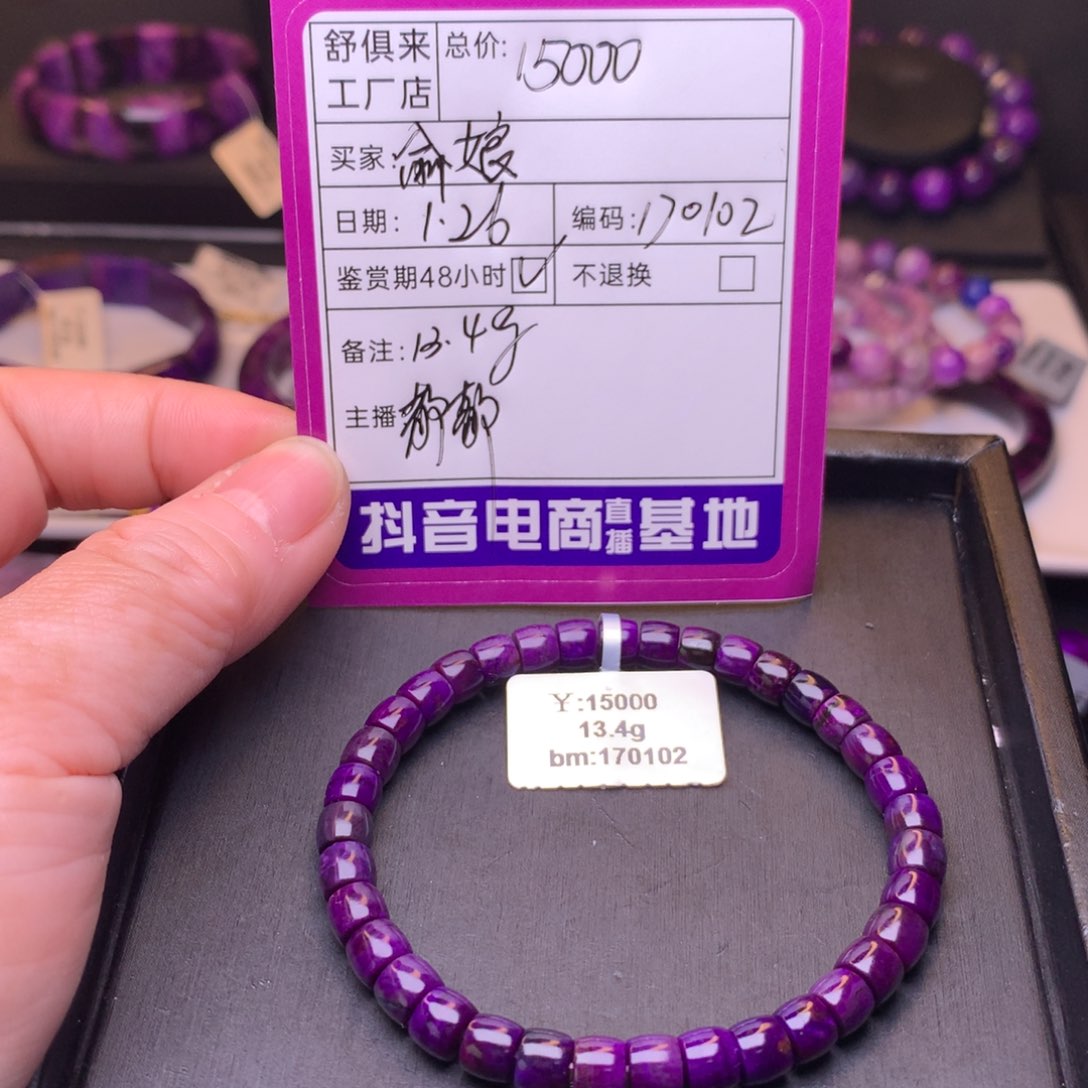 舒俱来
工厂店
总价: 15000
买家: 俞娘
日期: 1.26
编码: 170102
鉴赏期48小时 ☑
不退换 ☐
备注: 13.4g
主播
抖音电商直播基地
￥:15000
13.4g
bm:170102